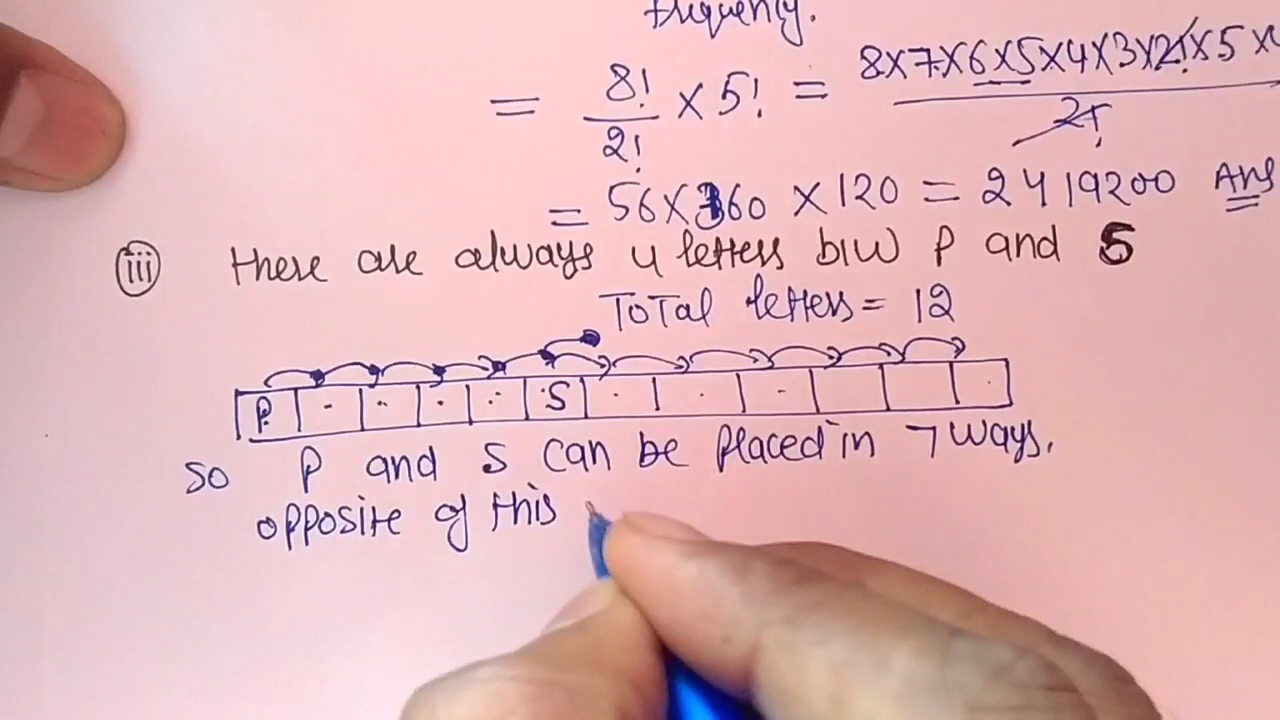 frequency.
= 8!/2! × 5! = 8×7×6×5×4×3×2!×5×4 / 2!
= 56×360 × 120 = 2419200 Ans
(iii) there are always 4 letters b/w P and S
ToTal letters = 12
P · · · · S · · · ·
so P and S can be placed in 7 ways.
opposite of this